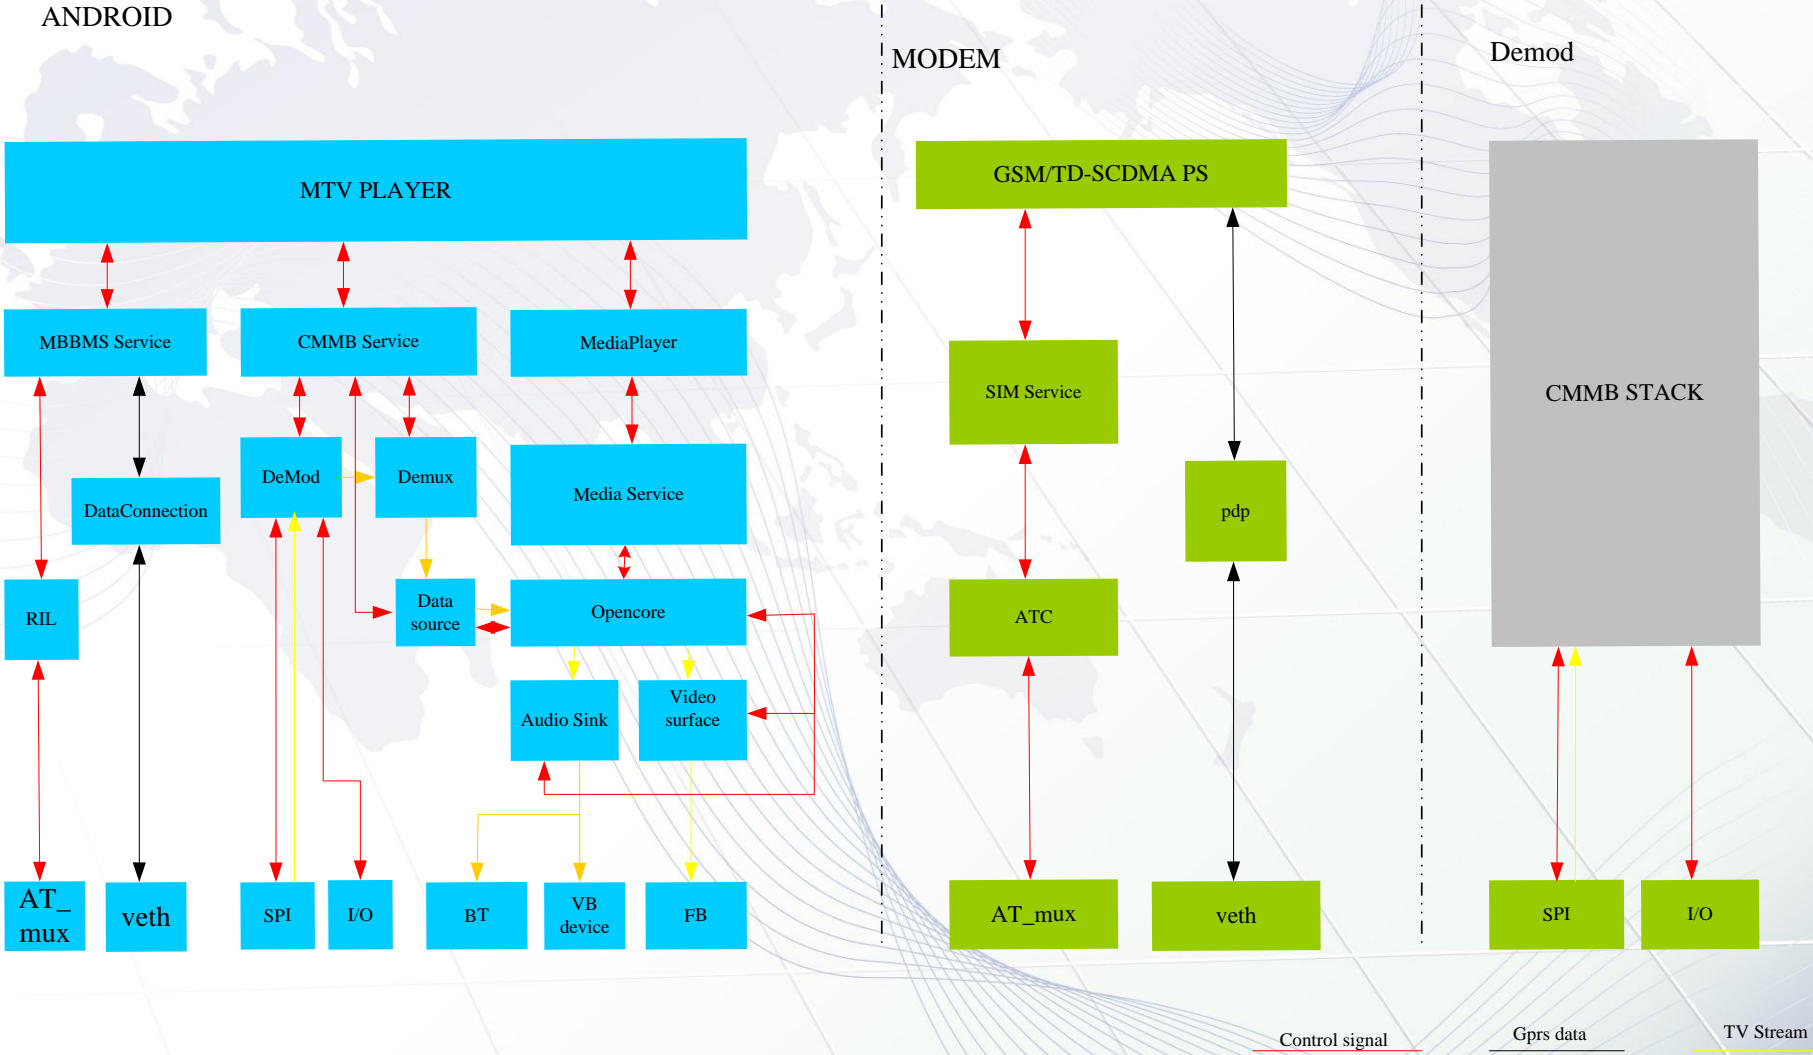 ANDROID
MODEM
Demod
MTV PLAYER
GSM/TD-SCDMA PS
MBBMS Service
CMMB Service
MediaPlayer
SIM Service
CMMB STACK
DeMod
Demux
Media Service
DataConnection
pdp
RIL
Data
source
Opencore
ATC
Audio Sink
Video
surface
AT_
mux
veth
SPI
I/O
BT
VB
device
FB
AT_mux
veth
SPI
I/O
Control signal
Gprs data
TV Stream